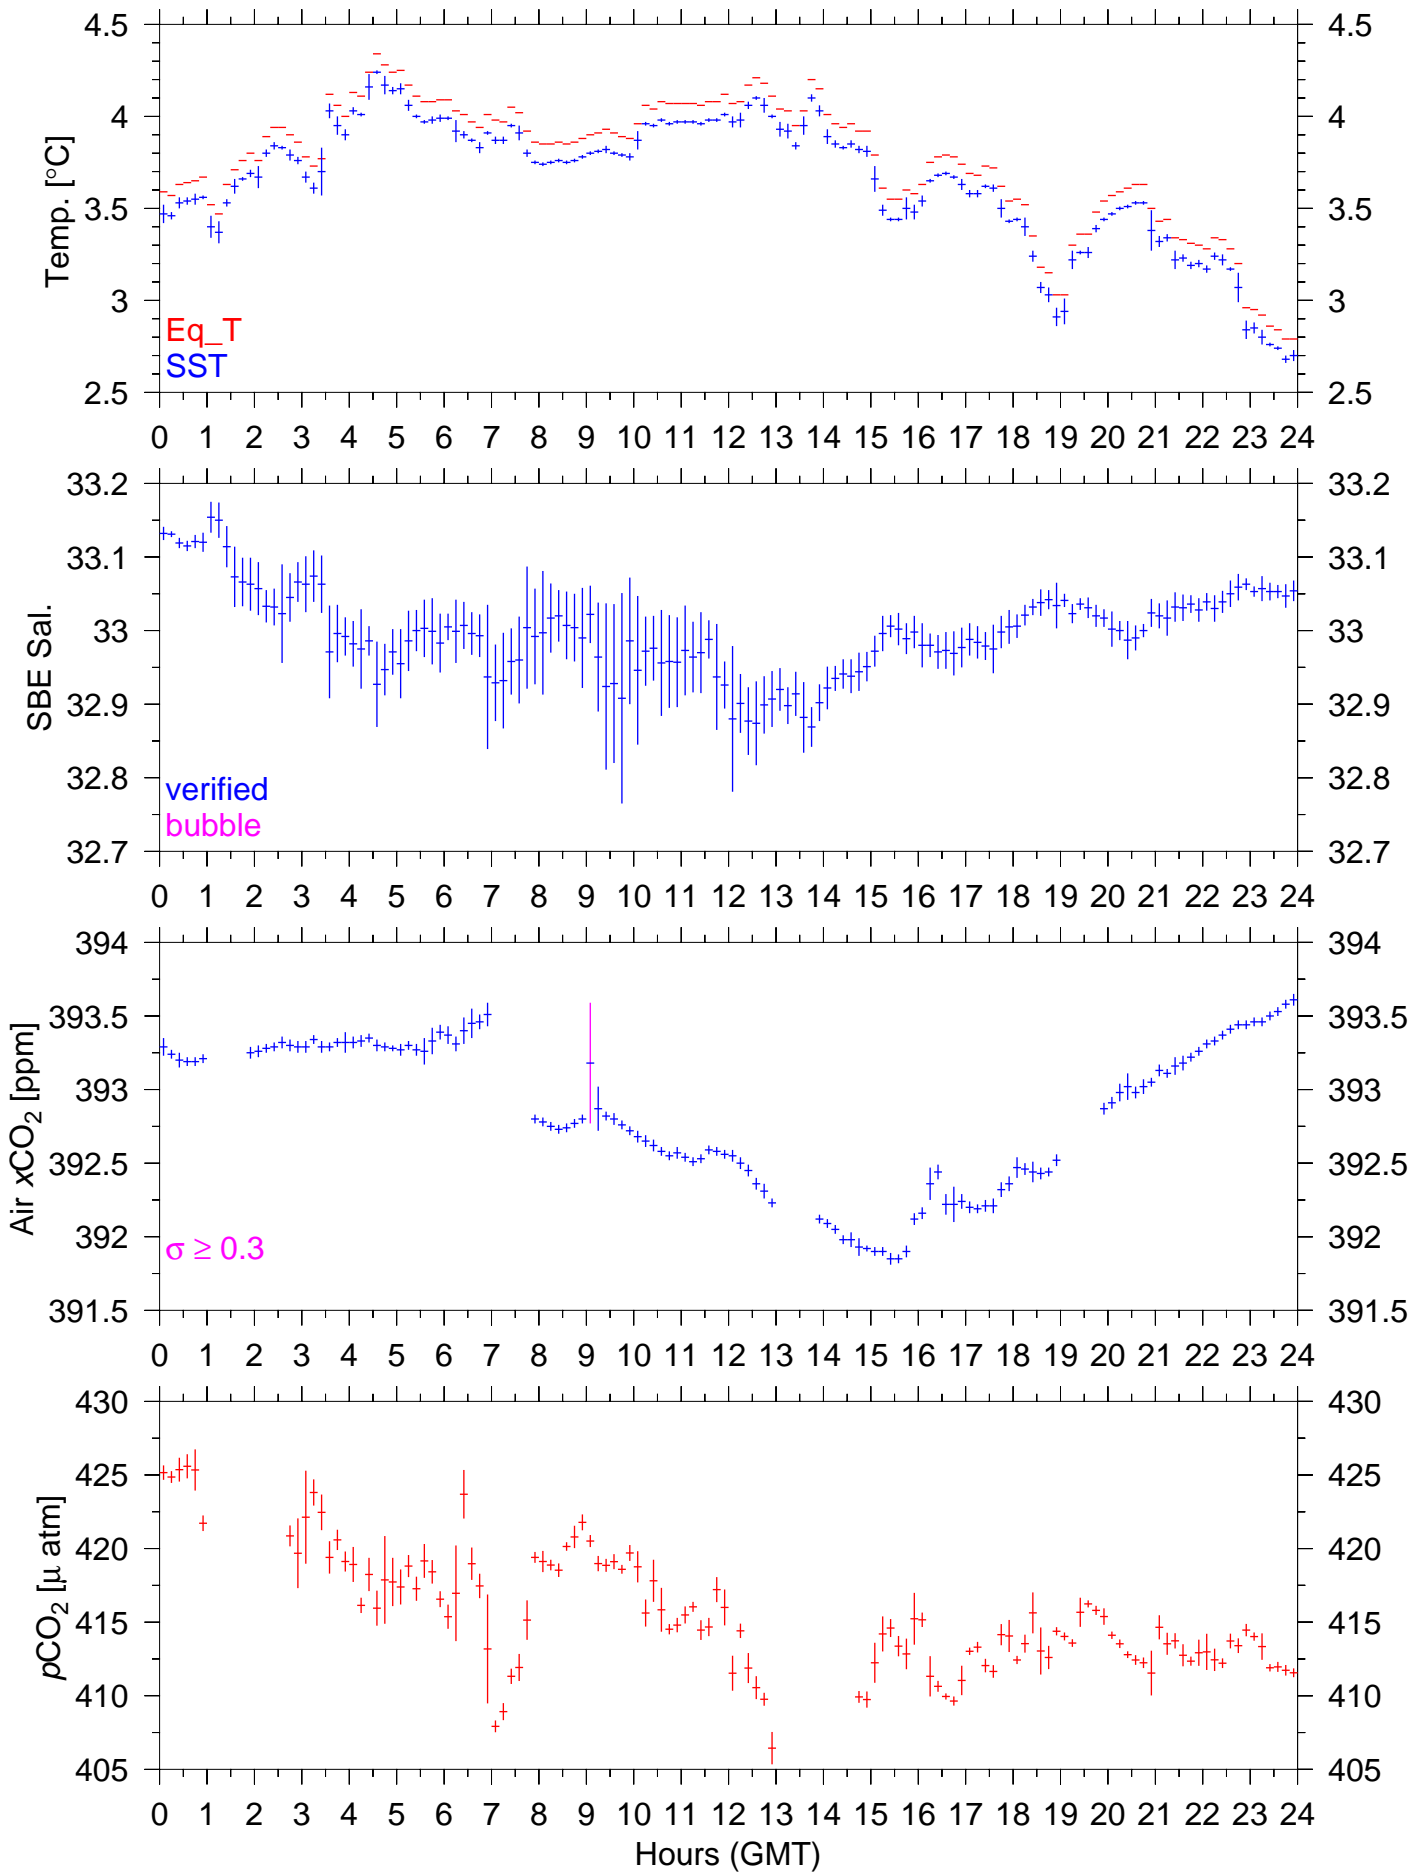 4.5 4.5
4 4
3.5 3.5
3 3
2.5 2.5
Temp. [°C]
Eq_T
SST
0 1 2 3 4 5 6 7 8 9 10 11 12 13 14 15 16 17 18 19 20 21 22 23 24
33.2 33.2
33.1 33.1
33 33
32.9 32.9
32.8 32.8
32.7 32.7
SBE Sal.
verified
bubble
0 1 2 3 4 5 6 7 8 9 10 11 12 13 14 15 16 17 18 19 20 21 22 23 24
394 394
393.5 393.5
393 393
392.5 392.5
392 392
391.5 391.5
Air xCO₂ [ppm]
σ ≥ 0.3
0 1 2 3 4 5 6 7 8 9 10 11 12 13 14 15 16 17 18 19 20 21 22 23 24
430 430
425 425
420 420
415 415
410 410
405 405
pCO₂ [μ atm]
0 1 2 3 4 5 6 7 8 9 10 11 12 13 14 15 16 17 18 19 20 21 22 23 24
Hours (GMT)